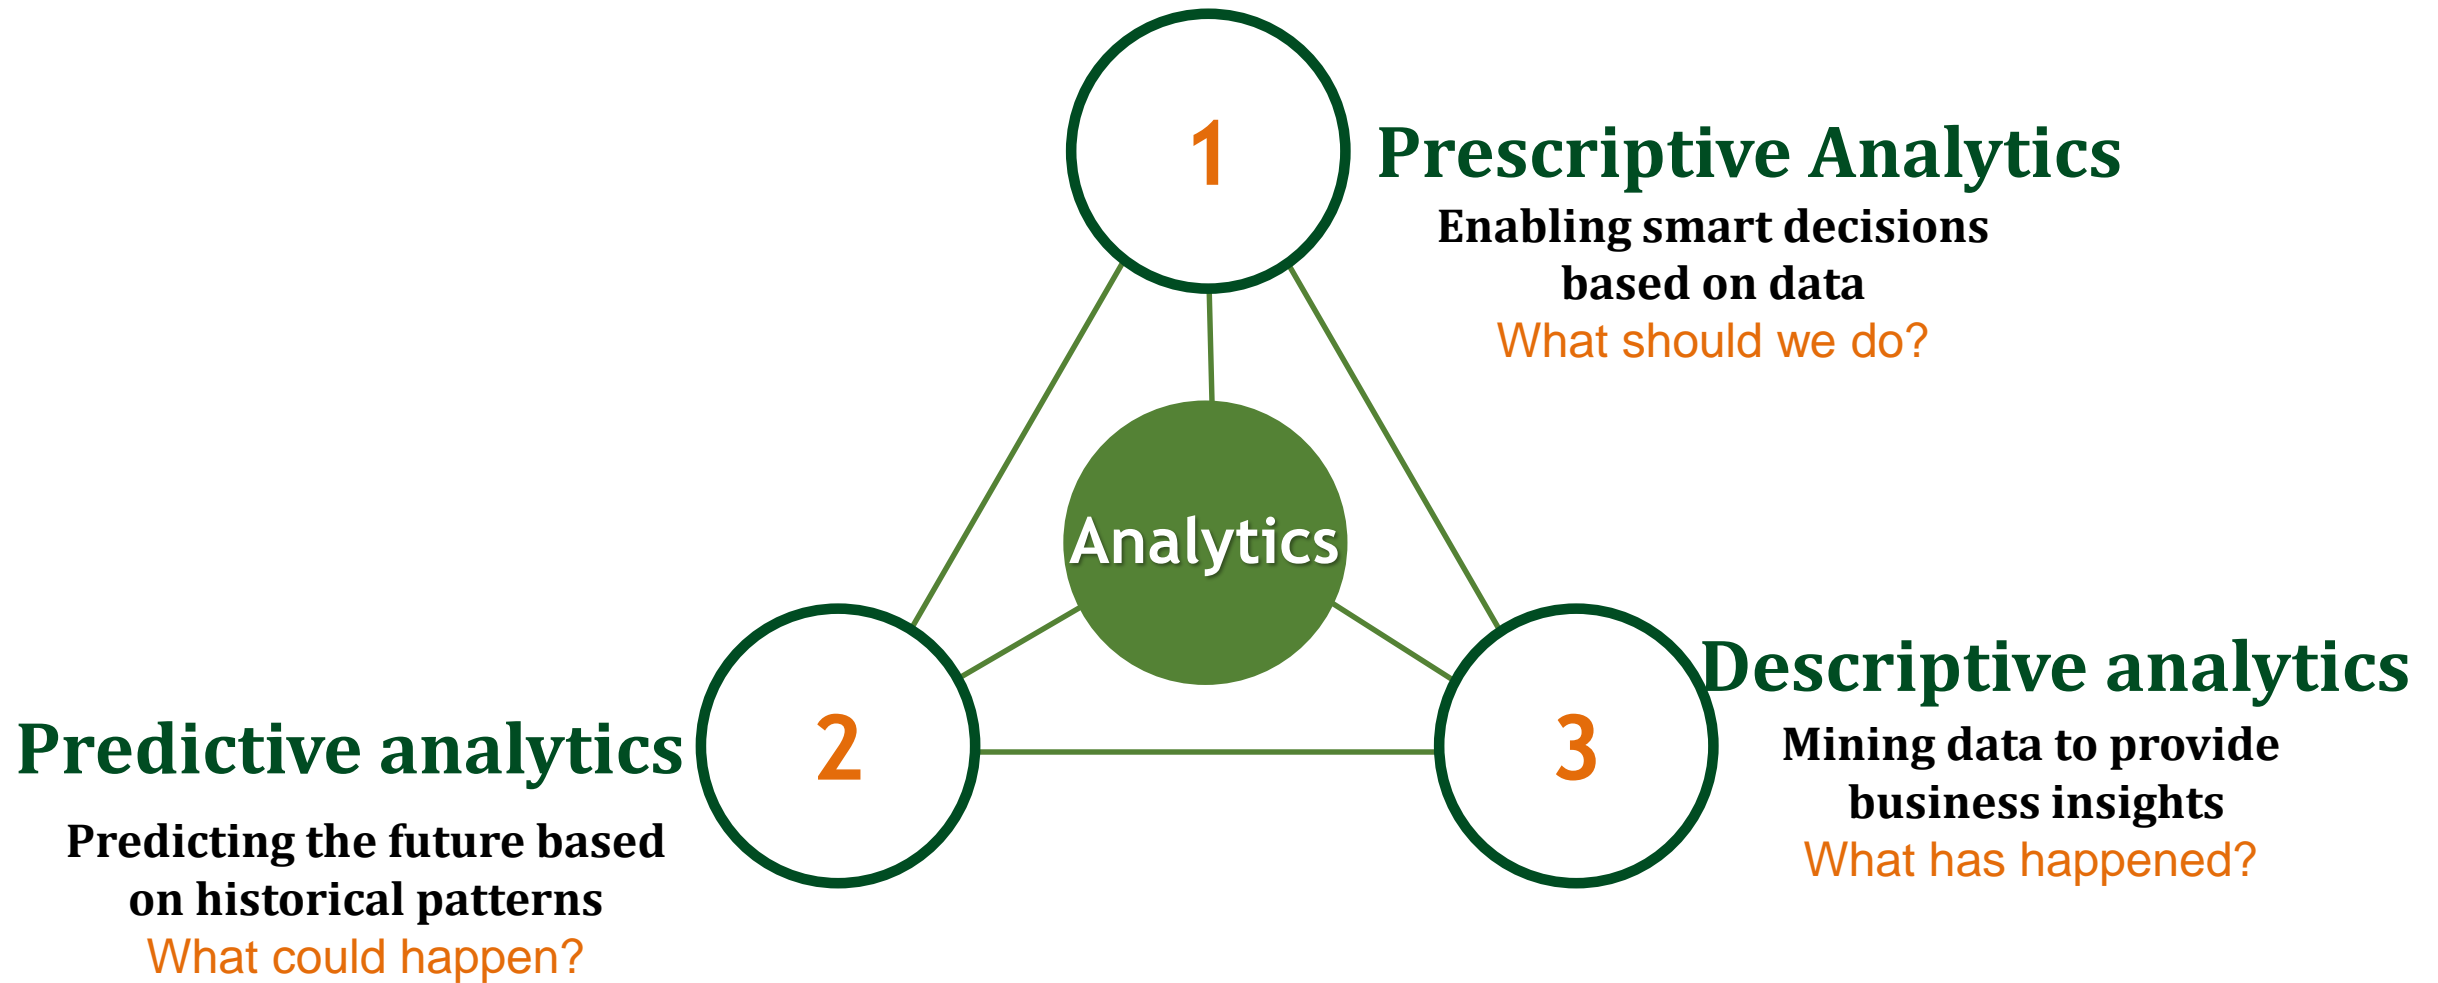 1
Prescriptive Analytics
Enabling smart decisions
based on data
What should we do?
Analytics
2
Predictive analytics
Predicting the future based
on historical patterns
What could happen?
3
Descriptive analytics
Mining data to provide
business insights
What has happened?